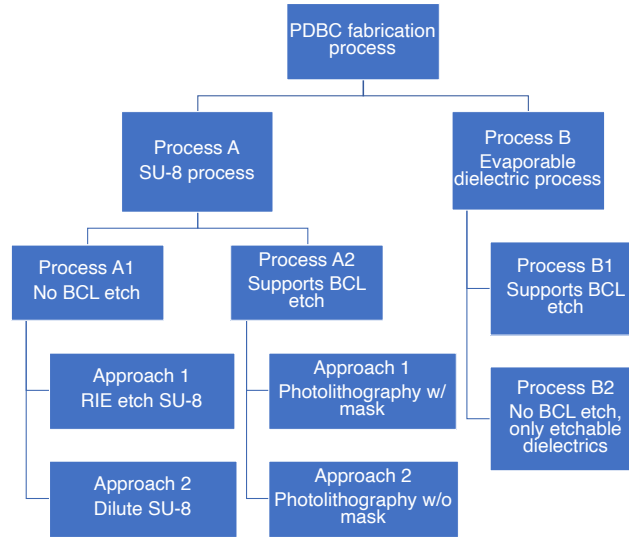 PDBC fabrication
process
Process A
SU-8 process
Process B
Evaporable
dielectric process
Process A1
No BCL etch
Process A2
Supports BCL
etch
Process B1
Supports BCL
etch
Approach 1
RIE etch SU-8
Approach 1
Photolithography w/
mask
Process B2
No BCL etch,
only etchable
dielectrics
Approach 2
Dilute SU-8
Approach 2
Photolithography w/o
mask